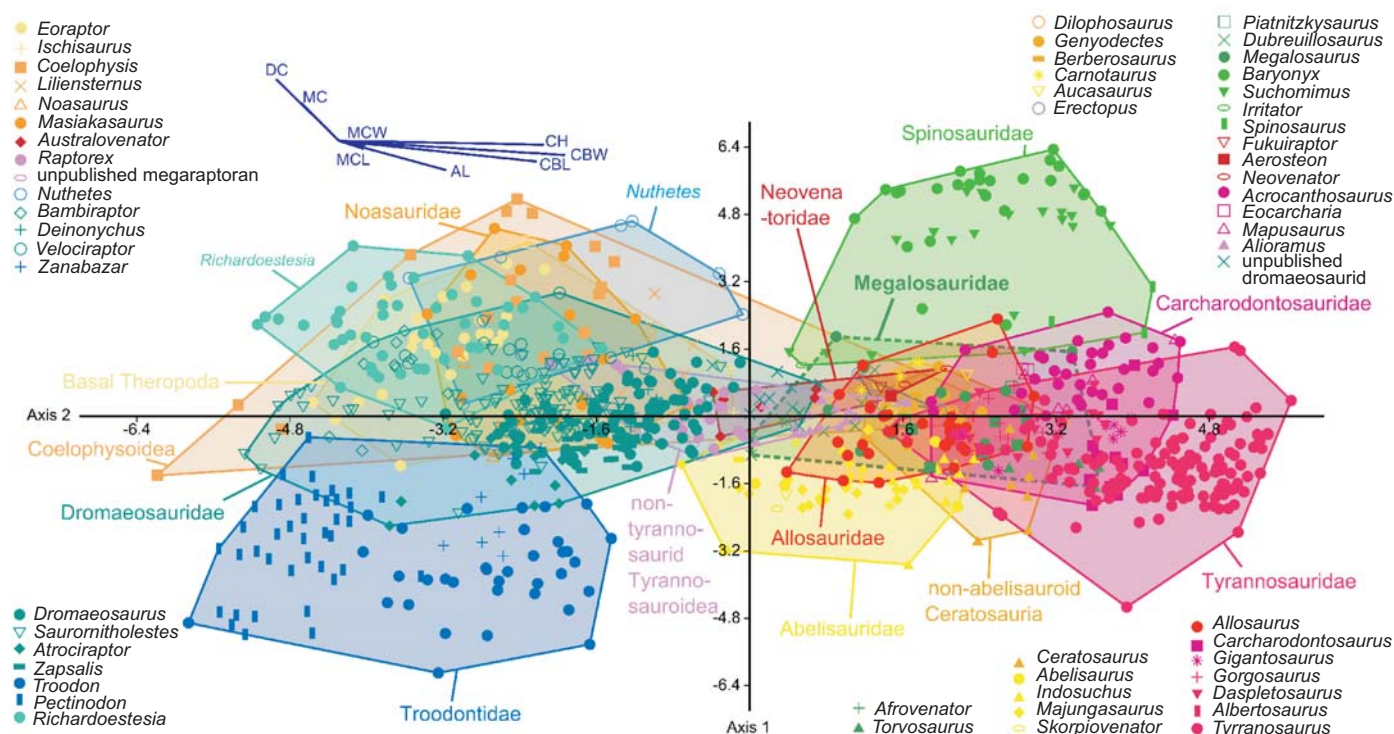 Eoraptor
Ischisaurus
Coelophysis
Liliensternus
Noasaurus
Masiakasaurus
Australovenator
Raptorex
unpublished megaraptoran
Nuthetes
Bambiraptor
Deinonychus
Velociraptor
Zanabazar
DC
MC
MCW
MCL
AL
CH
CBW
CBL
Dilophosaurus
Genyodectes
Berberosaurus
Carnotaurus
Aucasaurus
Erectopus
Piatnitzkysaurus
Dubreuillosaurus
Megalosaurus
Baryonyx
Suchomimus
Irritator
Spinosaurus
Fukuiraptor
Aerosteon
Neovenator
Acrocanthosaurus
Eocarcharia
Mapusaurus
Alioramus
unpublished
dromaeosaurid
Spinosauridae
Neovena
-toridae
Nuthetes
Noasauridae
Richardoestesia
Megalosauridae
Carcharodontosauridae
Basal Theropoda
Coelophysoidea
Dromaeosauridae
Troodontidae
non-
tyranno-
saurid
Tyranno-
sauroidea
Allosauridae
Abelisauridae
non-abelisauroid
Ceratosauria
Tyrannosauridae
6.4
4.8
3.2
1.6
-1.6
-3.2
-4.8
-6.4
Axis 1
Axis 2
-6.4
-4.8
-3.2
-1.6
1.6
3.2
4.8
Dromaeosaurus
Saurornitholestes
Atrociraptor
Zapsalis
Troodon
Pectinodon
Richardoestesia
Afrovenator
Torvosaurus
Ceratosaurus
Abelisaurus
Indosuchus
Majungasaurus
Skorpiovenator
Allosaurus
Carcharodontosaurus
Gigantosaurus
Gorgosaurus
Daspletosaurus
Albertosaurus
Tyrranosaurus